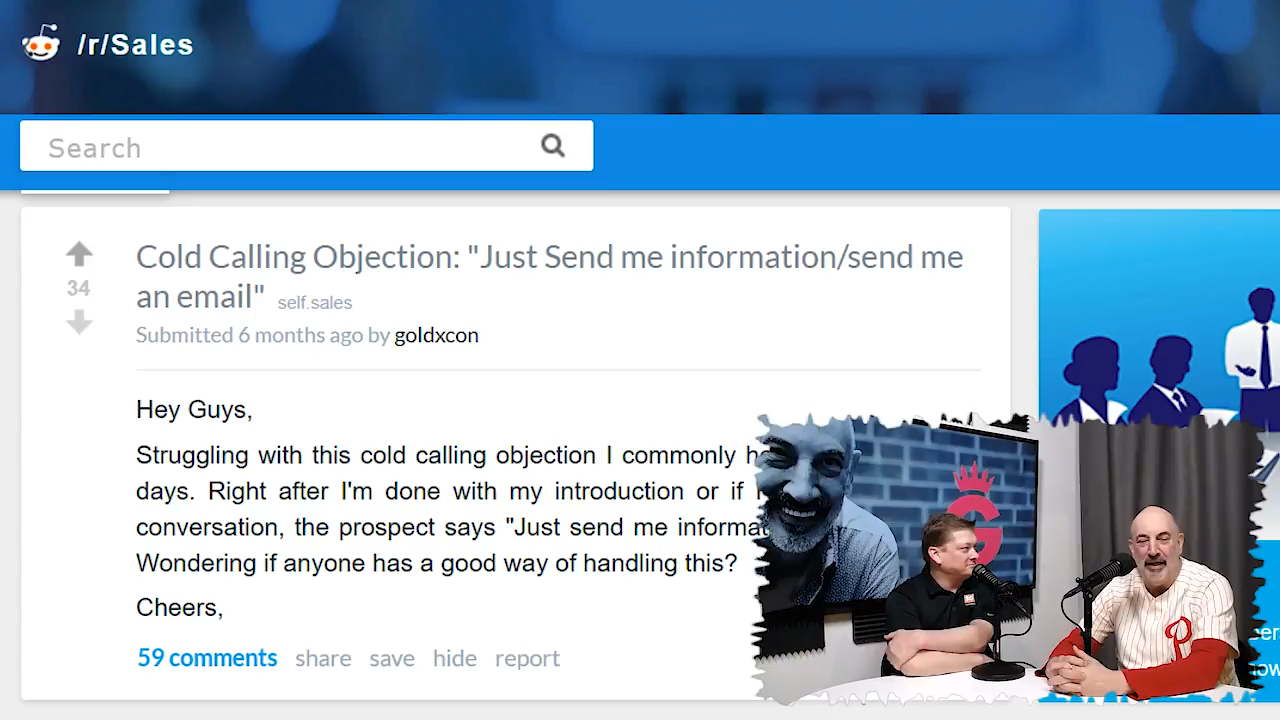 /r/Sales
Search
34
Cold Calling Objection: "Just Send me information/send me
an email" self.sales
Submitted 6 months ago by goldxcon
Hey Guys,
Struggling with this cold calling objection I commonly
days. Right after I'm done with my introduction or if
conversation, the prospect says "Just send me
Wondering if anyone has a good way of handling this?
Cheers,
59 comments share save hide report
G
P